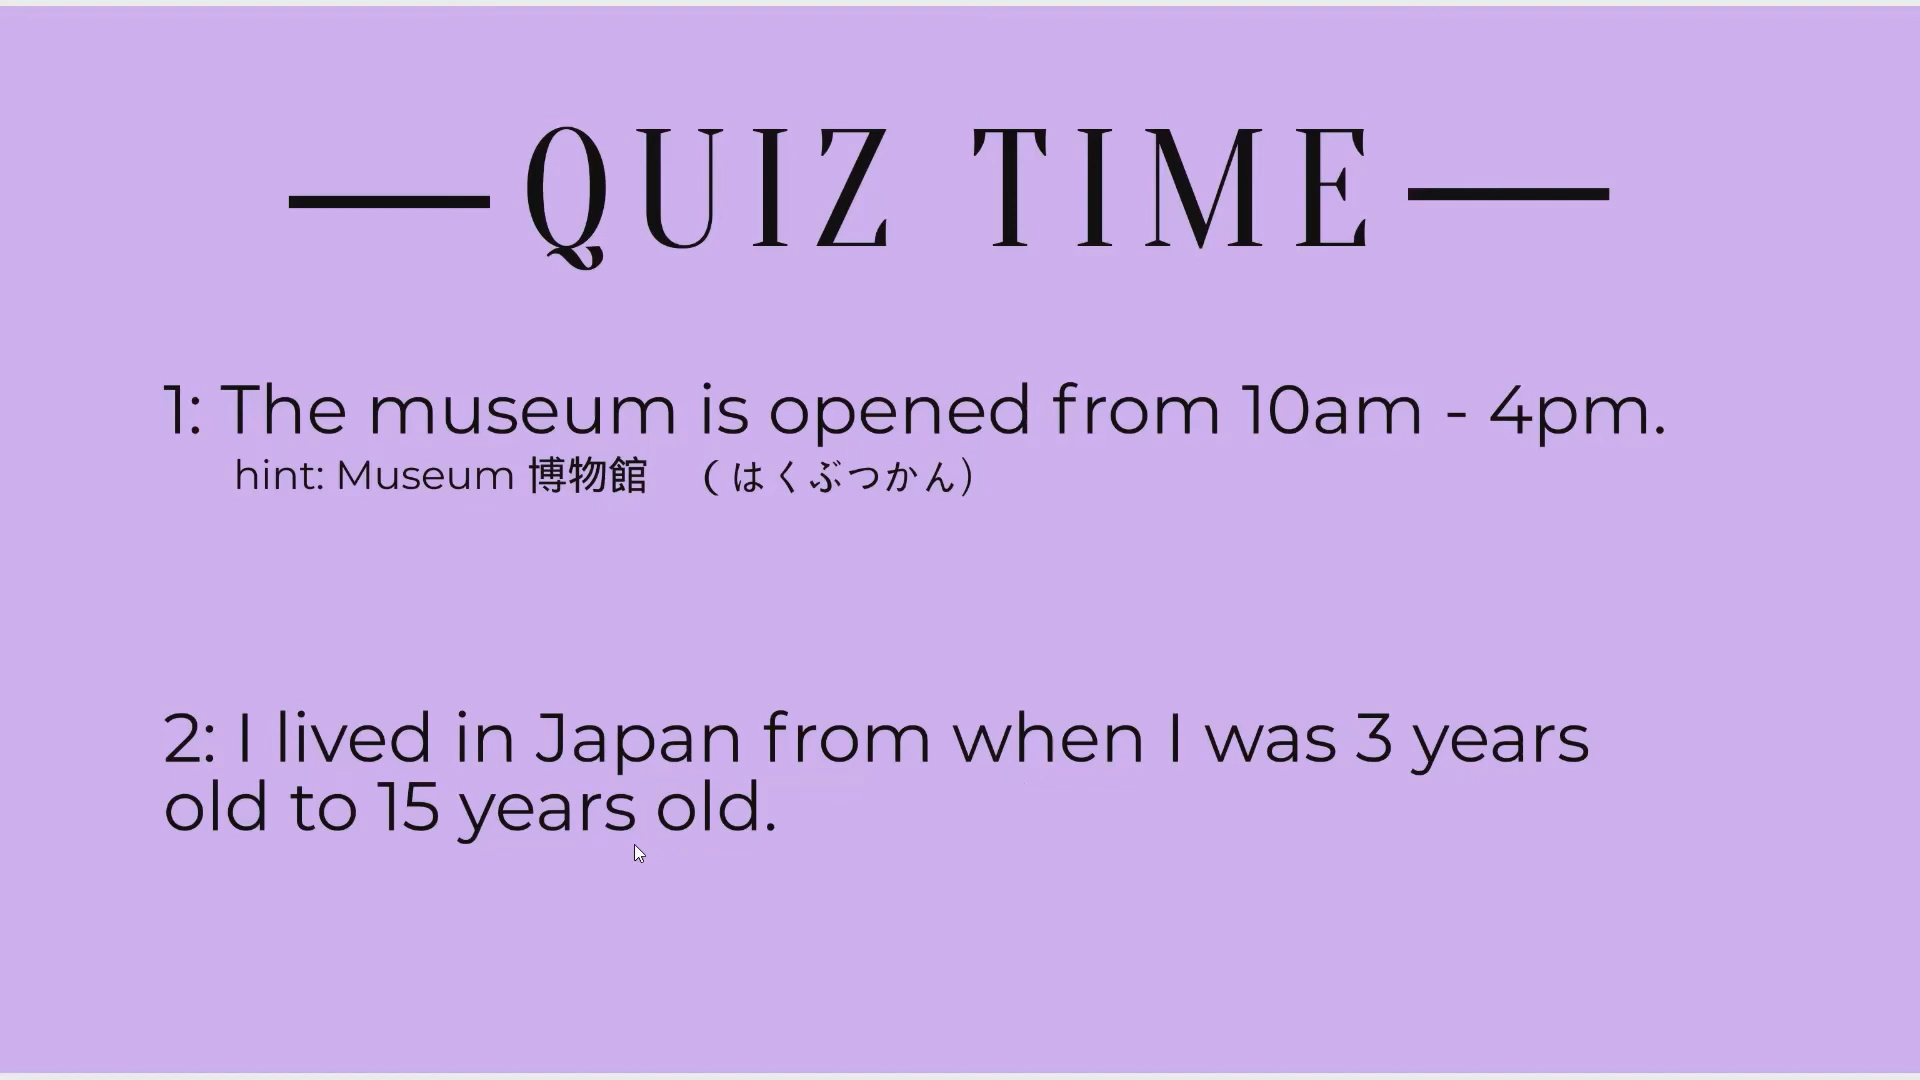 QUIZ TIME
1: The museum is opened from 10am - 4pm.
hint: Museum 博物館　(はくぶつかん)
2: I lived in Japan from when I was 3 years
old to 15 years old.